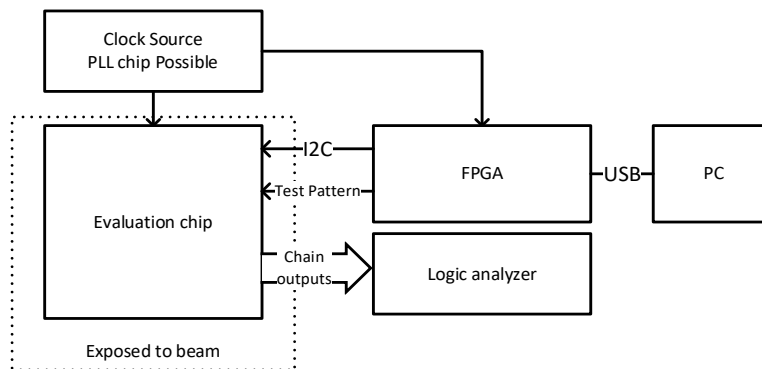 Clock Source
PLL chip Possible
I2C
FPGA
USB
PC
Test Pattern
Evaluation chip
Chain
outputs
Logic analyzer
Exposed to beam